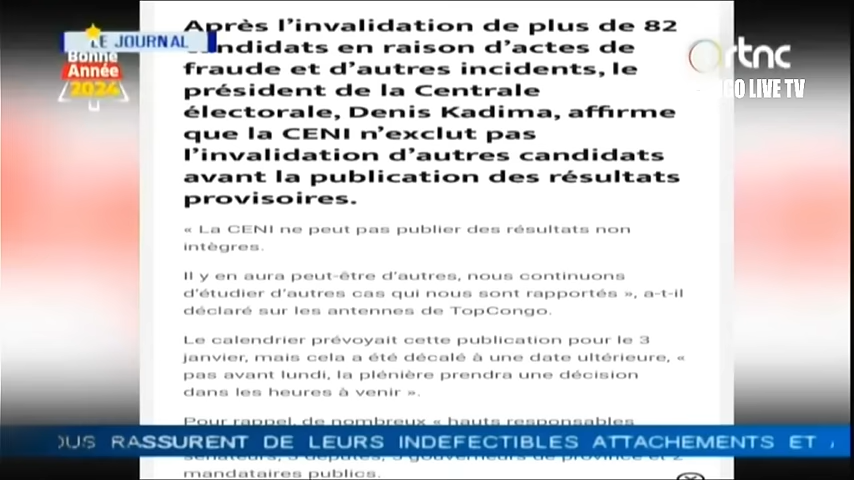 Après l'invalidation de plus de 82
LE JOURNAL
candidats en raison d'actes de
Bonne
Année
2024
fraude et d'autres incidents, le
rtnc
président de la Centrale
LIVE TV
électorale, Denis Kadima, affirme
que la CENI n'exclut pas
l'invalidation d'autres candidats
avant la publication des résultats
provisoires.
« La CENI ne peut pas publier des résultats non
intègres.
Il y en aura peut-être d'autres, nous continuons
d'étudier d'autres cas qui nous sont rapportés », a-t-il
déclaré sur les antennes de TopCongo.
Le calendrier prévoyait cette publication pour le 3
janvier, mais cela a été décalé à une date ultérieure, «
pas avant lundi, la plénière prendra une décision
dans les heures à venir ».
Pour rappel, de nombreux « hauts responsables
RASSURENT DE LEURS INDEFECTIBLES ATTACHEMENTS ET
mandataires publics.